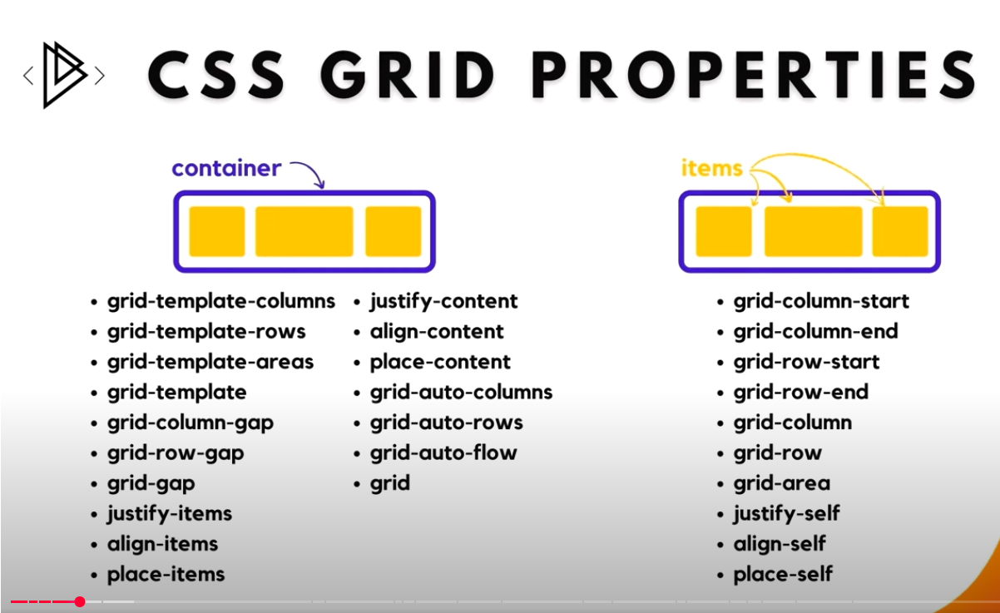 CSS GRID PROPERTIES
container
• grid-template-columns
• grid-template-rows
• grid-template-areas
• grid-template
• grid-column-gap
• grid-row-gap
• grid-gap
• justify-items
• align-items
• place-items
• justify-content
• align-content
• place-content
• grid-auto-columns
• grid-auto-rows
• grid-auto-flow
• grid
items
• grid-column-start
• grid-column-end
• grid-row-start
• grid-row-end
• grid-column
• grid-row
• grid-area
• justify-self
• align-self
• place-self